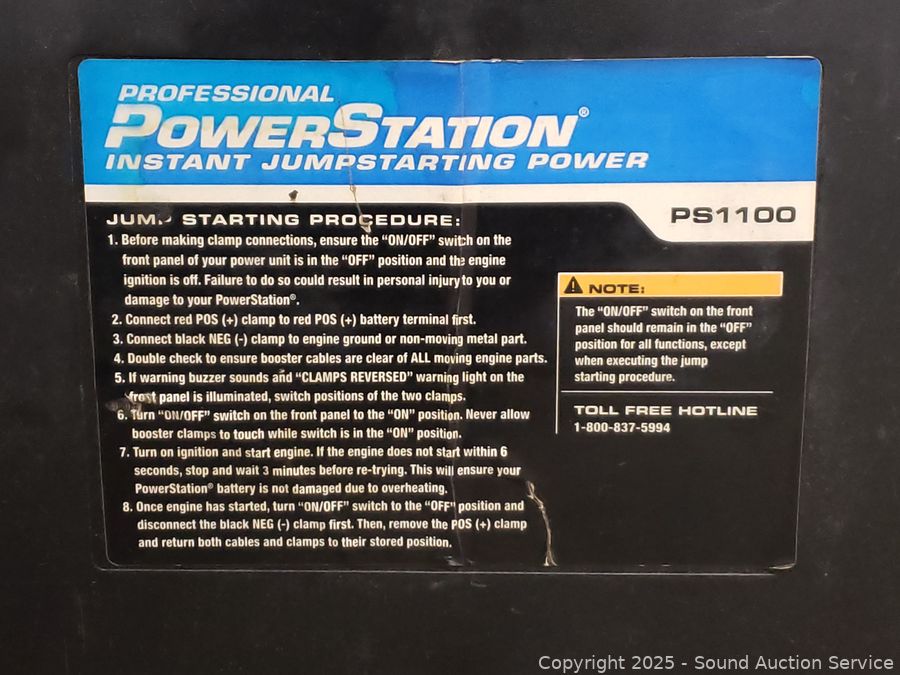 PROFESSIONAL
POWERSTATION®
INSTANT JUMPSTARTING POWER
PS1100
JUMP STARTING PROCEDURE:
1. Before making clamp connections, ensure the "ON/OFF" switch on the
front panel of your power unit is in the "OFF" position and the engine
ignition is off. Failure to do so could result in personal injury to you or
damage to your PowerStation®.
2. Connect red POS (+) clamp to red POS (+) battery terminal first.
3. Connect black NEG (-) clamp to engine ground or non-moving metal part.
4. Double check to ensure booster cables are clear of ALL moving engine parts.
5. If warning buzzer sounds and "CLAMPS REVERSED" warning light on the
front panel is illuminated, switch positions of the two clamps.
6. Turn "ON/OFF" switch on the front panel to the "ON" position. Never allow
booster clamps to touch while switch is in the "ON" position.
7. Turn on ignition and start engine. If the engine does not start within 6
seconds, stop and wait 3 minutes before re-trying. This will ensure your
PowerStation® battery is not damaged due to overheating.
8. Once engine has started, turn "ON/OFF" switch to the "OFF" position and
disconnect the black NEG (-) clamp first. Then, remove the POS (+) clamp
and return both cables and clamps to their stored position.
NOTE:
The "ON/OFF" switch on the front
panel should remain in the "OFF"
position for all functions, except
when executing the jump
starting procedure.
TOLL FREE HOTLINE
1-800-837-5994
Copyright 2025 - Sound Auction Service